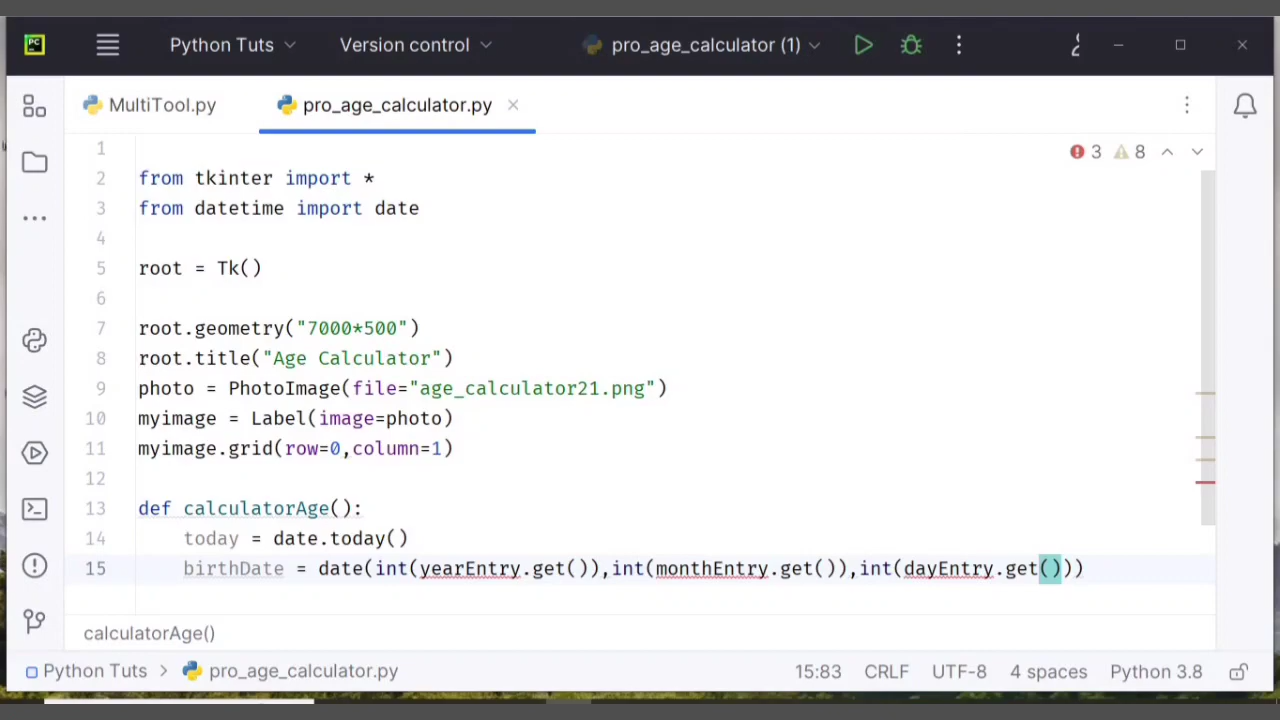 PC
Python Tuts
Version control
pro_age_calculator (1)
MultiTool.py
pro_age_calculator.py
3
8
1
2 from tkinter import *
3 from datetime import date
4
5 root = Tk()
6
7 root.geometry("7000*500")
8 root.title("Age Calculator")
9 photo = PhotoImage(file="age_calculator21.png")
10 myimage = Label(image=photo)
11 myimage.grid(row=0,column=1)
12
13 def calculatorAge():
14 today = date.today()
15 birthDate = date(int(yearEntry.get()),int(monthEntry.get()),int(dayEntry.get()))
calculatorAge()
Python Tuts > pro_age_calculator.py 15:83 CRLF UTF-8 4 spaces Python 3.8